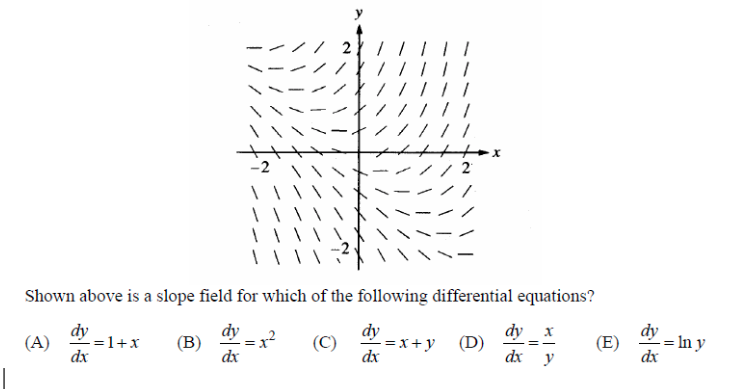 y
2
x
-2
2
-2
Shown above is a slope field for which of the following differential equations?
(A) dy/dx = 1 + x (B) dy/dx = x² (C) dy/dx = x + y (D) dy/dx = x/y (E) dy/dx = ln y